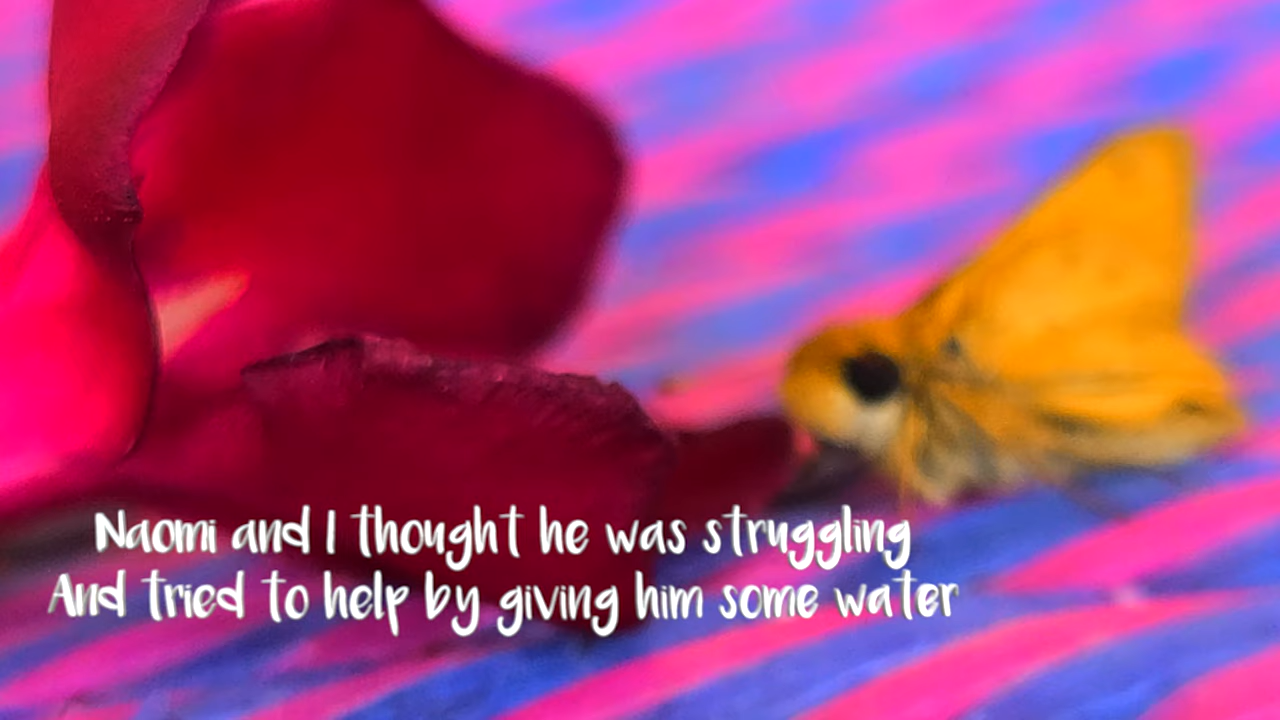 Naomi and I thought he was struggling
And tried to help by giving him some water